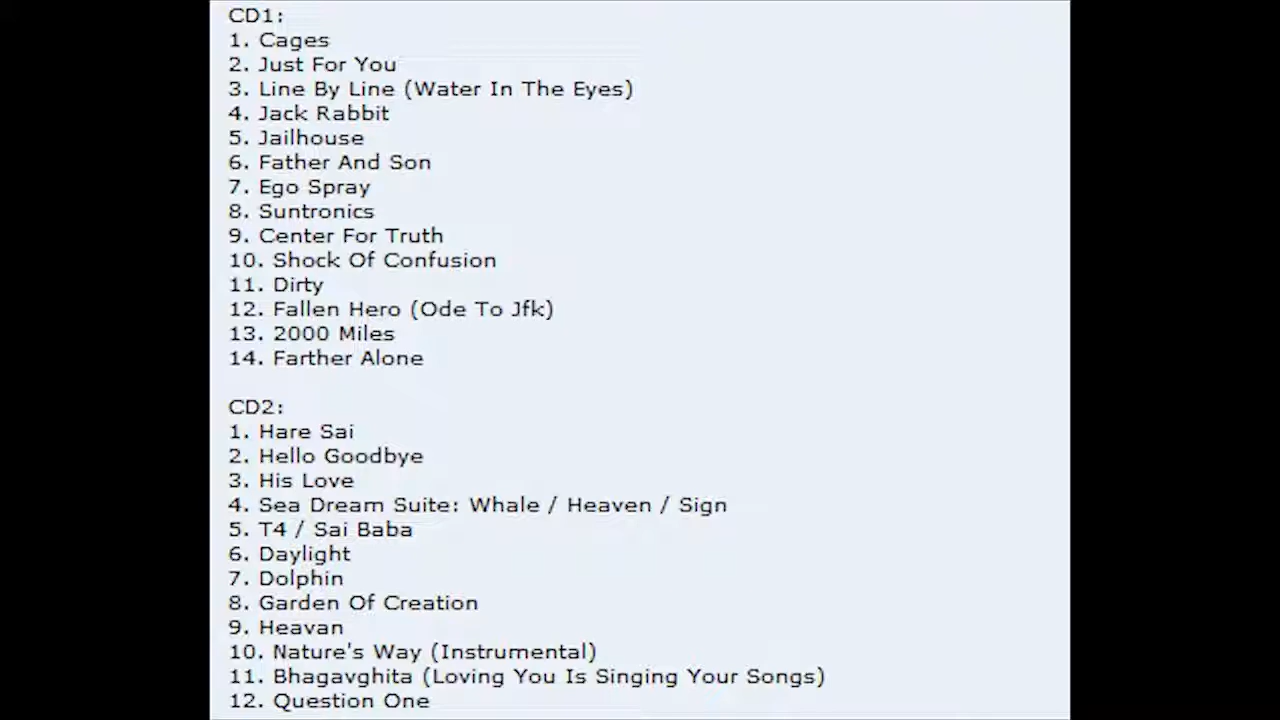 CD1:
1. Cages
2. Just For You
3. Line By Line (Water In The Eyes)
4. Jack Rabbit
5. Jailhouse
6. Father And Son
7. Ego Spray
8. Suntronics
9. Center For Truth
10. Shock Of Confusion
11. Dirty
12. Fallen Hero (Ode To Jfk)
13. 2000 Miles
14. Farther Alone
CD2:
1. Hare Sai
2. Hello Goodbye
3. His Love
4. Sea Dream Suite: Whale / Heaven / Sign
5. T4 / Sai Baba
6. Daylight
7. Dolphin
8. Garden Of Creation
9. Heavan
10. Nature's Way (Instrumental)
11. Bhagavghita (Loving You Is Singing Your Songs)
12. Question One